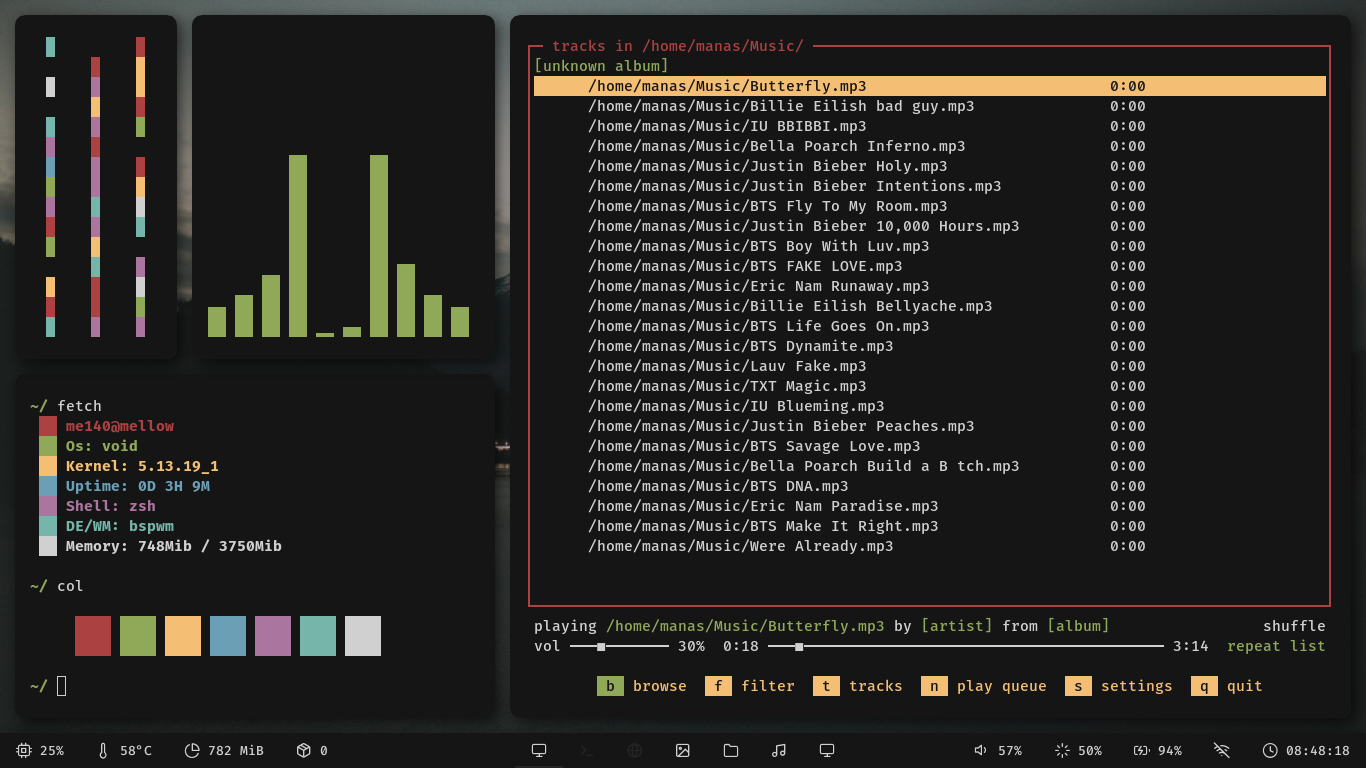 ~/ fetch
me140@mellow
Os: void
Kernel: 5.13.19_1
Uptime: 0D 3H 9M
Shell: zsh
DE/WM: bspwm
Memory: 748Mib / 3750Mib
~/ col
~/
tracks in /home/manas/Music/
[unknown album]
/home/manas/Music/Butterfly.mp3 0:00
/home/manas/Music/Billie Eilish bad guy.mp3 0:00
/home/manas/Music/IU BBIBBI.mp3 0:00
/home/manas/Music/Bella Poarch Inferno.mp3 0:00
/home/manas/Music/Justin Bieber Holy.mp3 0:00
/home/manas/Music/Justin Bieber Intentions.mp3 0:00
/home/manas/Music/BTS Fly To My Room.mp3 0:00
/home/manas/Music/Justin Bieber 10,000 Hours.mp3 0:00
/home/manas/Music/BTS Boy With Luv.mp3 0:00
/home/manas/Music/BTS FAKE LOVE.mp3 0:00
/home/manas/Music/Eric Nam Runaway.mp3 0:00
/home/manas/Music/Billie Eilish Bellyache.mp3 0:00
/home/manas/Music/BTS Life Goes On.mp3 0:00
/home/manas/Music/BTS Dynamite.mp3 0:00
/home/manas/Music/Lauv Fake.mp3 0:00
/home/manas/Music/TXT Magic.mp3 0:00
/home/manas/Music/IU Blueming.mp3 0:00
/home/manas/Music/Justin Bieber Peaches.mp3 0:00
/home/manas/Music/BTS Savage Love.mp3 0:00
/home/manas/Music/Bella Poarch Build a B tch.mp3 0:00
/home/manas/Music/BTS DNA.mp3 0:00
/home/manas/Music/Eric Nam Paradise.mp3 0:00
/home/manas/Music/BTS Make It Right.mp3 0:00
/home/manas/Music/Were Already.mp3 0:00
playing /home/manas/Music/Butterfly.mp3 by [artist] from [album] shuffle
vol 30% 0:18 3:14 repeat list
b browse f filter t tracks n play queue s settings q quit
25% 58°C 782 MiB 0 57% 50% 94% 08:48:18